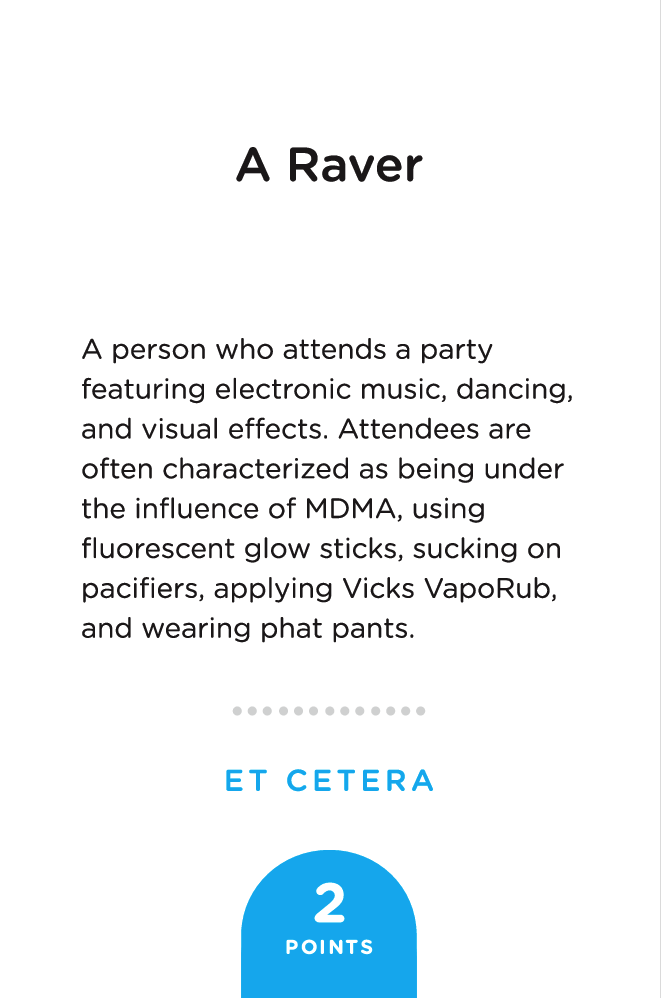 A Raver
A person who attends a party
featuring electronic music, dancing,
and visual effects. Attendees are
often characterized as being under
the influence of MDMA, using
fluorescent glow sticks, sucking on
pacifiers, applying Vicks VapoRub,
and wearing phat pants.
ET CETERA
2
POINTS